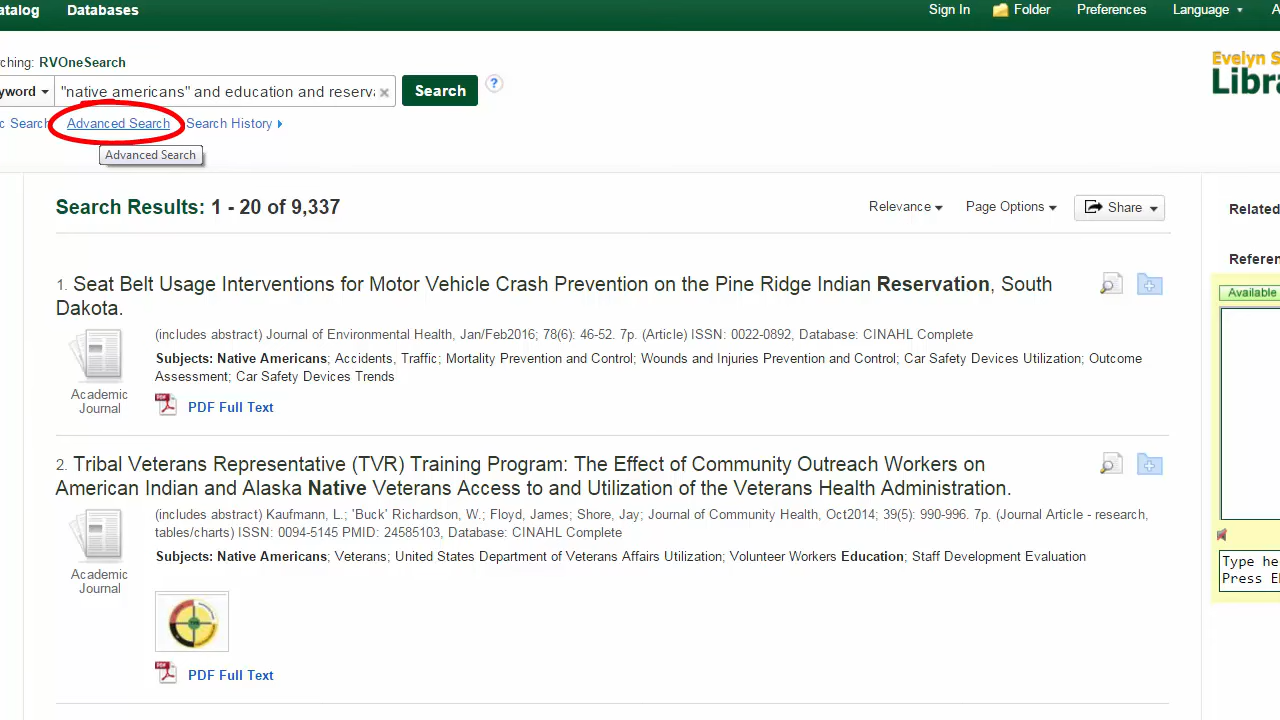 atalog Databases Sign In Folder Preferences Language A
ching: RVOneSearch
yword "native americans" and education and reserva Search ?
c Search Advanced Search Search History
Advanced Search
Evelyn S
Libra
Search Results: 1 - 20 of 9,337 Relevance Page Options Share
1. Seat Belt Usage Interventions for Motor Vehicle Crash Prevention on the Pine Ridge Indian Reservation, South
Dakota.
(includes abstract) Journal of Environmental Health, Jan/Feb2016; 78(6): 46-52. 7p. (Article) ISSN: 0022-0892, Database: CINAHL Complete
Subjects: Native Americans; Accidents, Traffic; Mortality Prevention and Control; Wounds and Injuries Prevention and Control; Car Safety Devices Utilization; Outcome
Assessment; Car Safety Devices Trends
Academic
Journal
PDF Full Text
2. Tribal Veterans Representative (TVR) Training Program: The Effect of Community Outreach Workers on
American Indian and Alaska Native Veterans Access to and Utilization of the Veterans Health Administration.
(includes abstract) Kaufmann, L.; 'Buck' Richardson, W.; Floyd, James; Shore, Jay; Journal of Community Health, Oct2014; 39(5): 990-996. 7p. (Journal Article - research,
tables/charts) ISSN: 0094-5145 PMID: 24585103, Database: CINAHL Complete
Subjects: Native Americans; Veterans; United States Department of Veterans Affairs Utilization; Volunteer Workers Education; Staff Development Evaluation
Academic
Journal
PDF Full Text
Related
Referen
Available
Type he
Press E